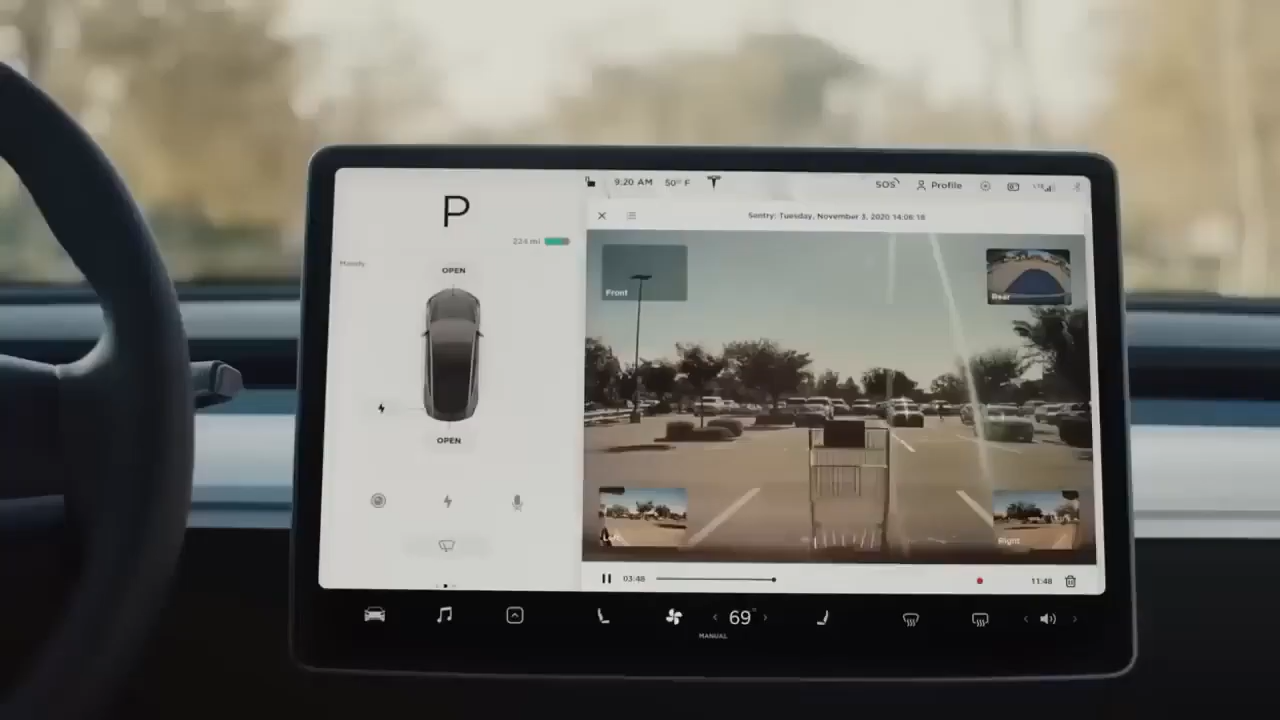 P
9:20 AM 50° F
SOS Profile
Sentry: Tuesday, November 3, 2020 14:06:18
224 mi
OPEN
Front
Rear
OPEN
Right
03:48
11:48
69°
MANUAL